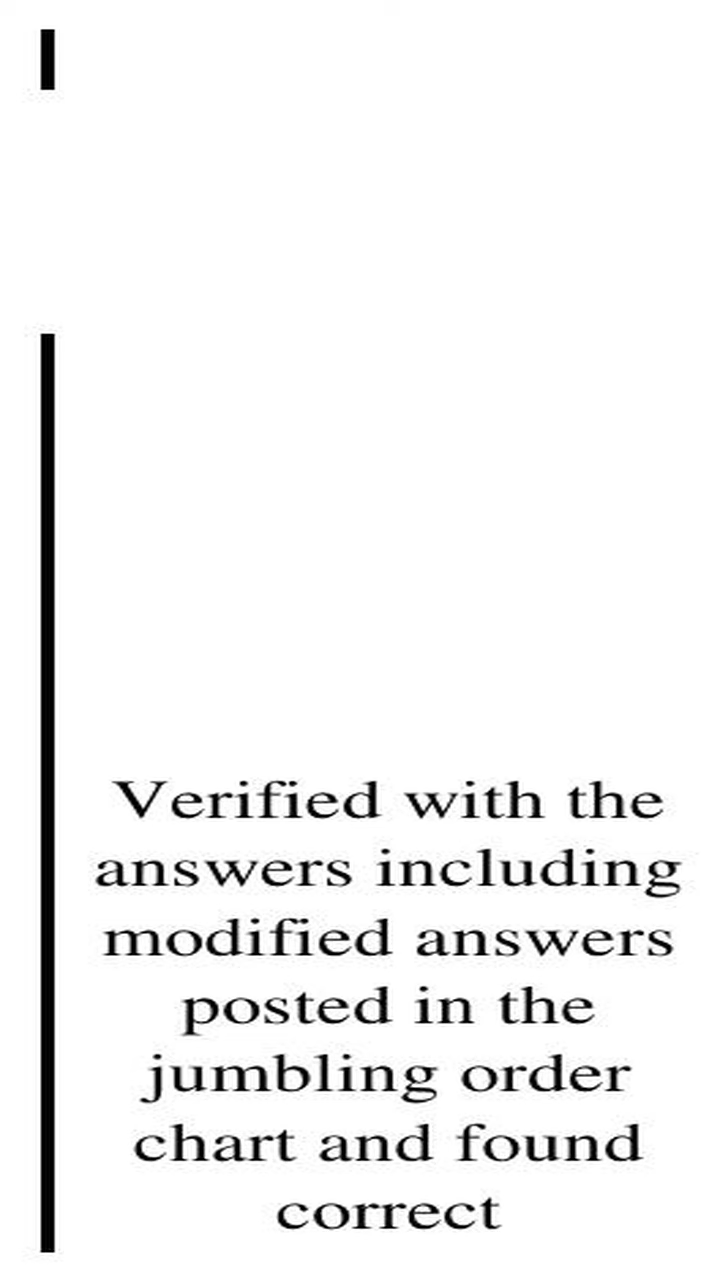 Verified with the
answers including
modified answers
posted in the
jumbling order
chart and found
correct